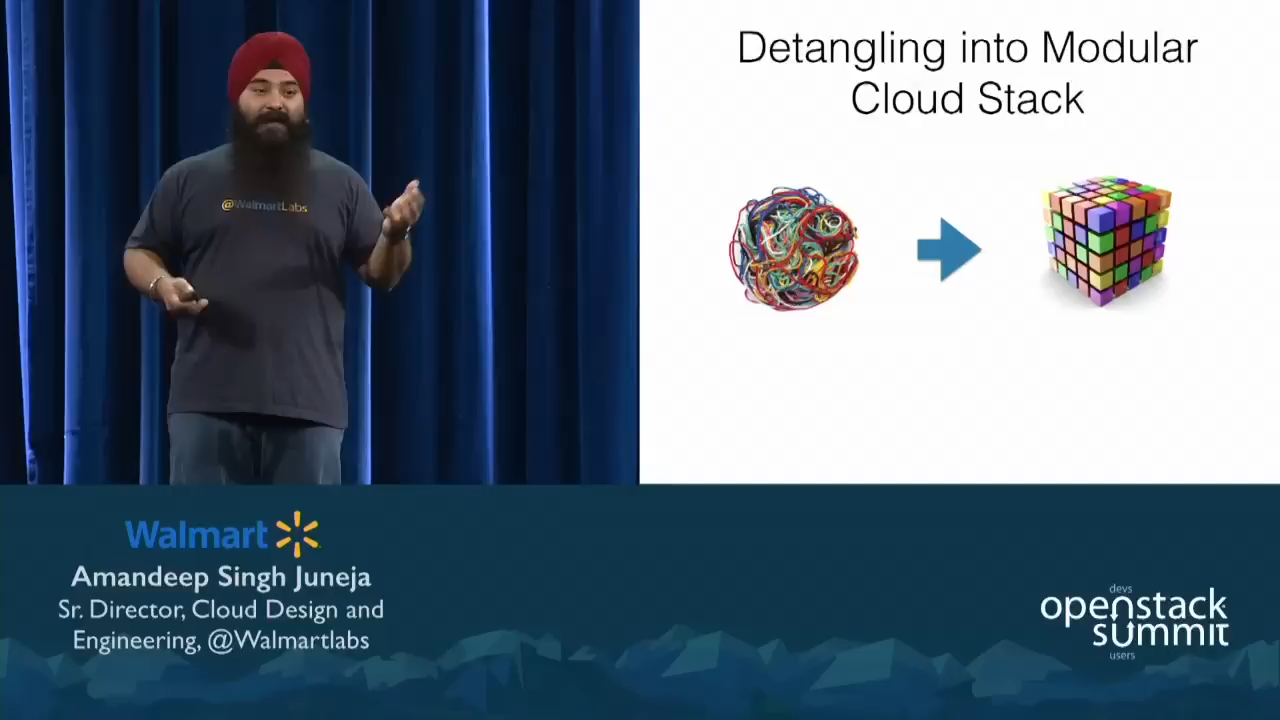 Detangling into Modular
Cloud Stack
@WalmartLabs
Walmart
Amandeep Singh Juneja
Sr. Director, Cloud Design and
Engineering, @Walmartlabs
devs
openstack
summit
users